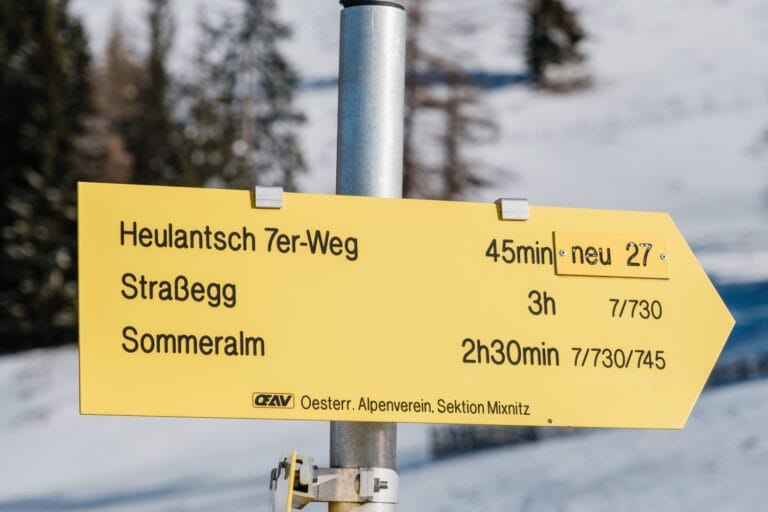 Heulantsch 7er-Weg 45min neu 27
Straßegg 3h 7/730
Sommeralm 2h30min 7/730/745
OEAV Oesterr. Alpenverein, Sektion Mixnitz